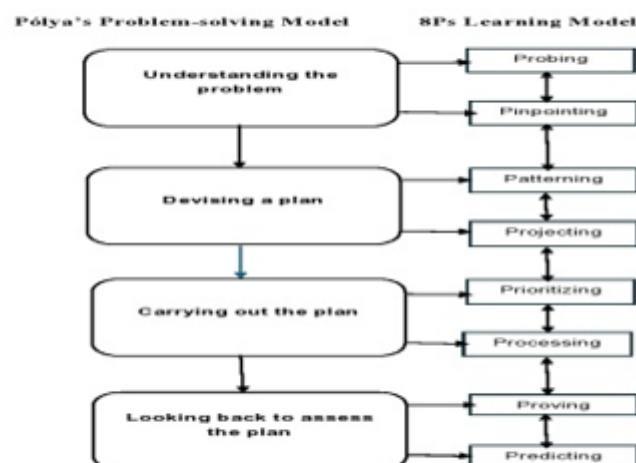 Pólya's Problem-solving Model 8Ps Learning Model
Understanding the
problem
Probing
Pinpointing
Devising a plan
Patterning
Projecting
Carrying out the plan
Prioritizing
Processing
Looking back to assess
the plan
Proving
Predicting